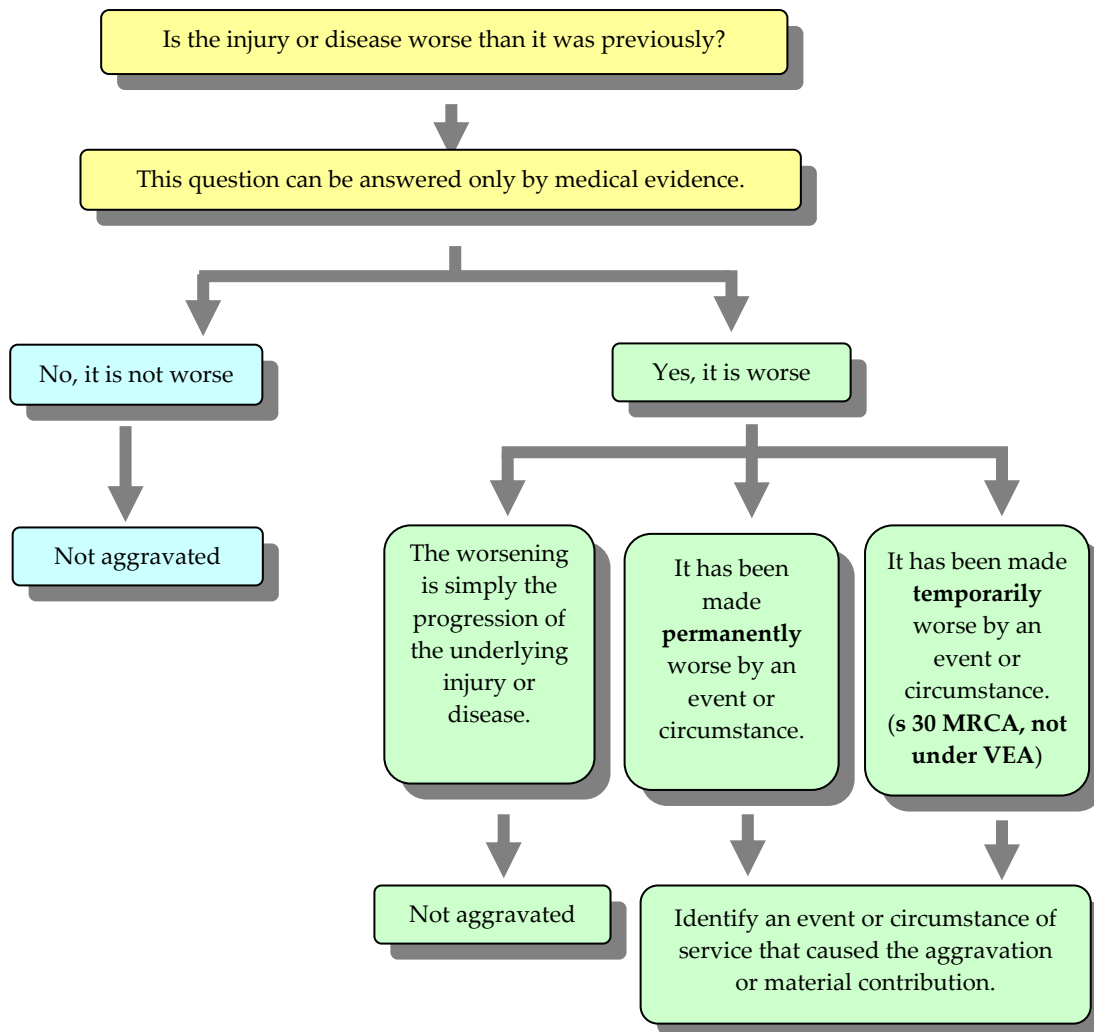 Is the injury or disease worse than it was previously?
This question can be answered only by medical evidence.
No, it is not worse
Yes, it is worse
Not aggravated
The worsening
is simply the
progression of
the underlying
injury or
disease.
It has been
made
permanently
worse by an
event or
circumstance.
It has been made
temporarily
worse by an
event or
circumstance.
(s 30 MRCA, not
under VEA)
Not aggravated
Identify an event or circumstance of
service that caused the aggravation
or material contribution.